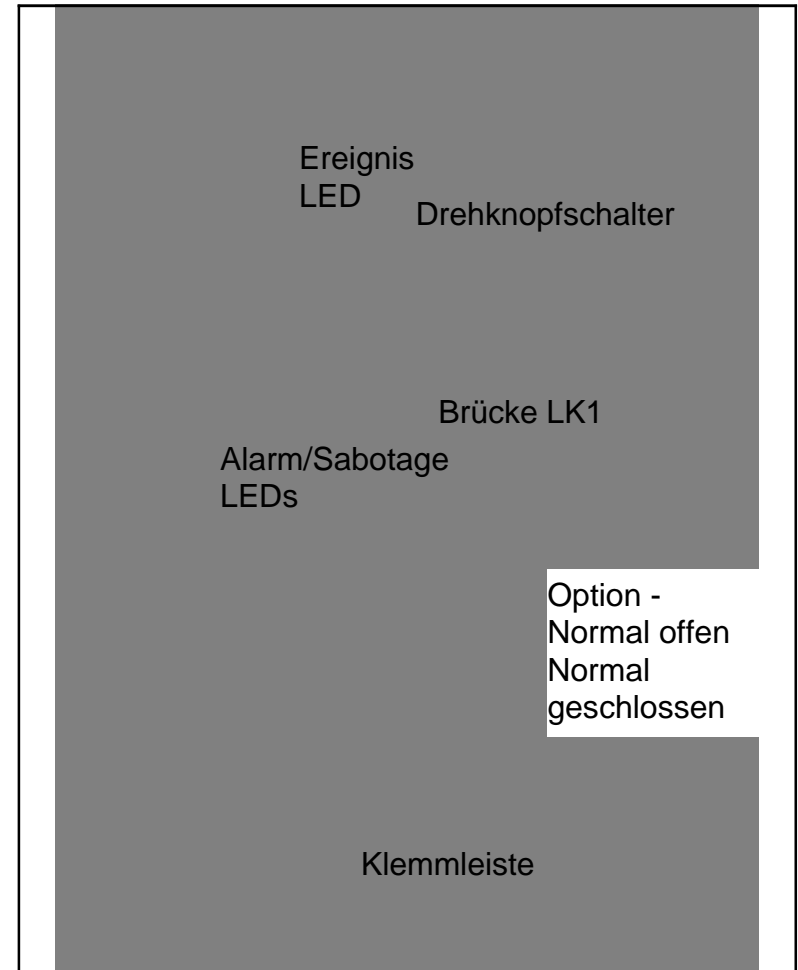 Ereignis
LED
Drehknopfschalter
Brücke LK1
Alarm/Sabotage
LEDs
Option -
Normal offen
Normal
geschlossen
Klemmleiste